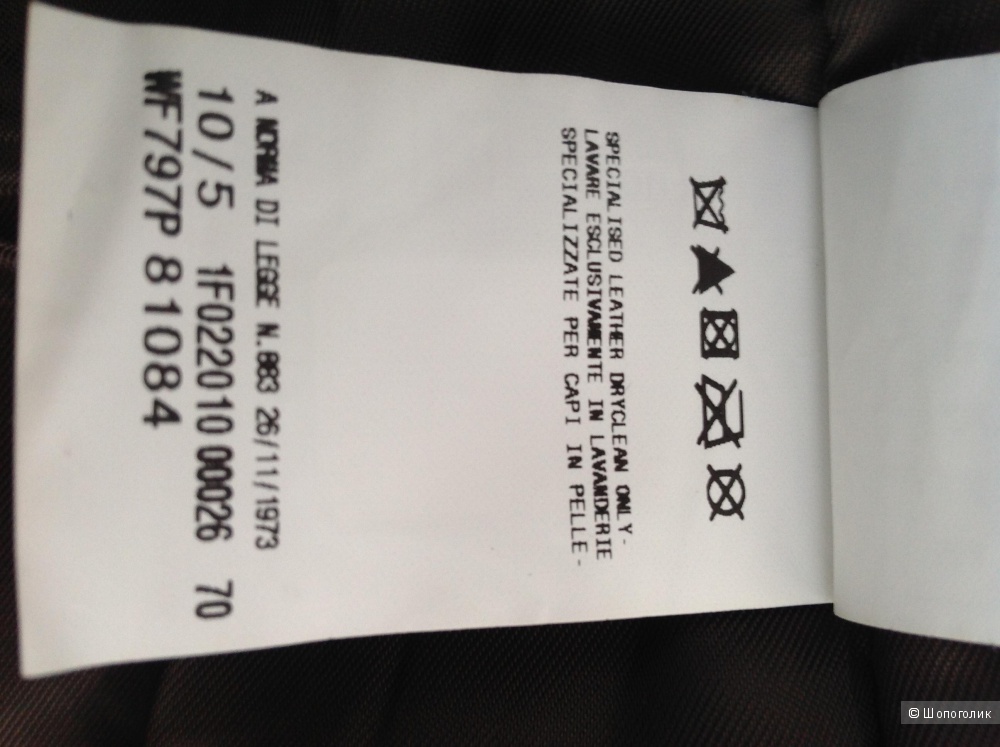 SPECIALISED LEATHER DRYCLEAN ONLY-
LAVARE ESCLUSIVAMENTE IN LAVANDERIE
SPECIALIZZATE PER CAPI IN PELLE-
A NORMA DI LEGGE N.883 26/11/1973
10/5 1F022010 00026 70
WF797P 81084
© Шопоголик